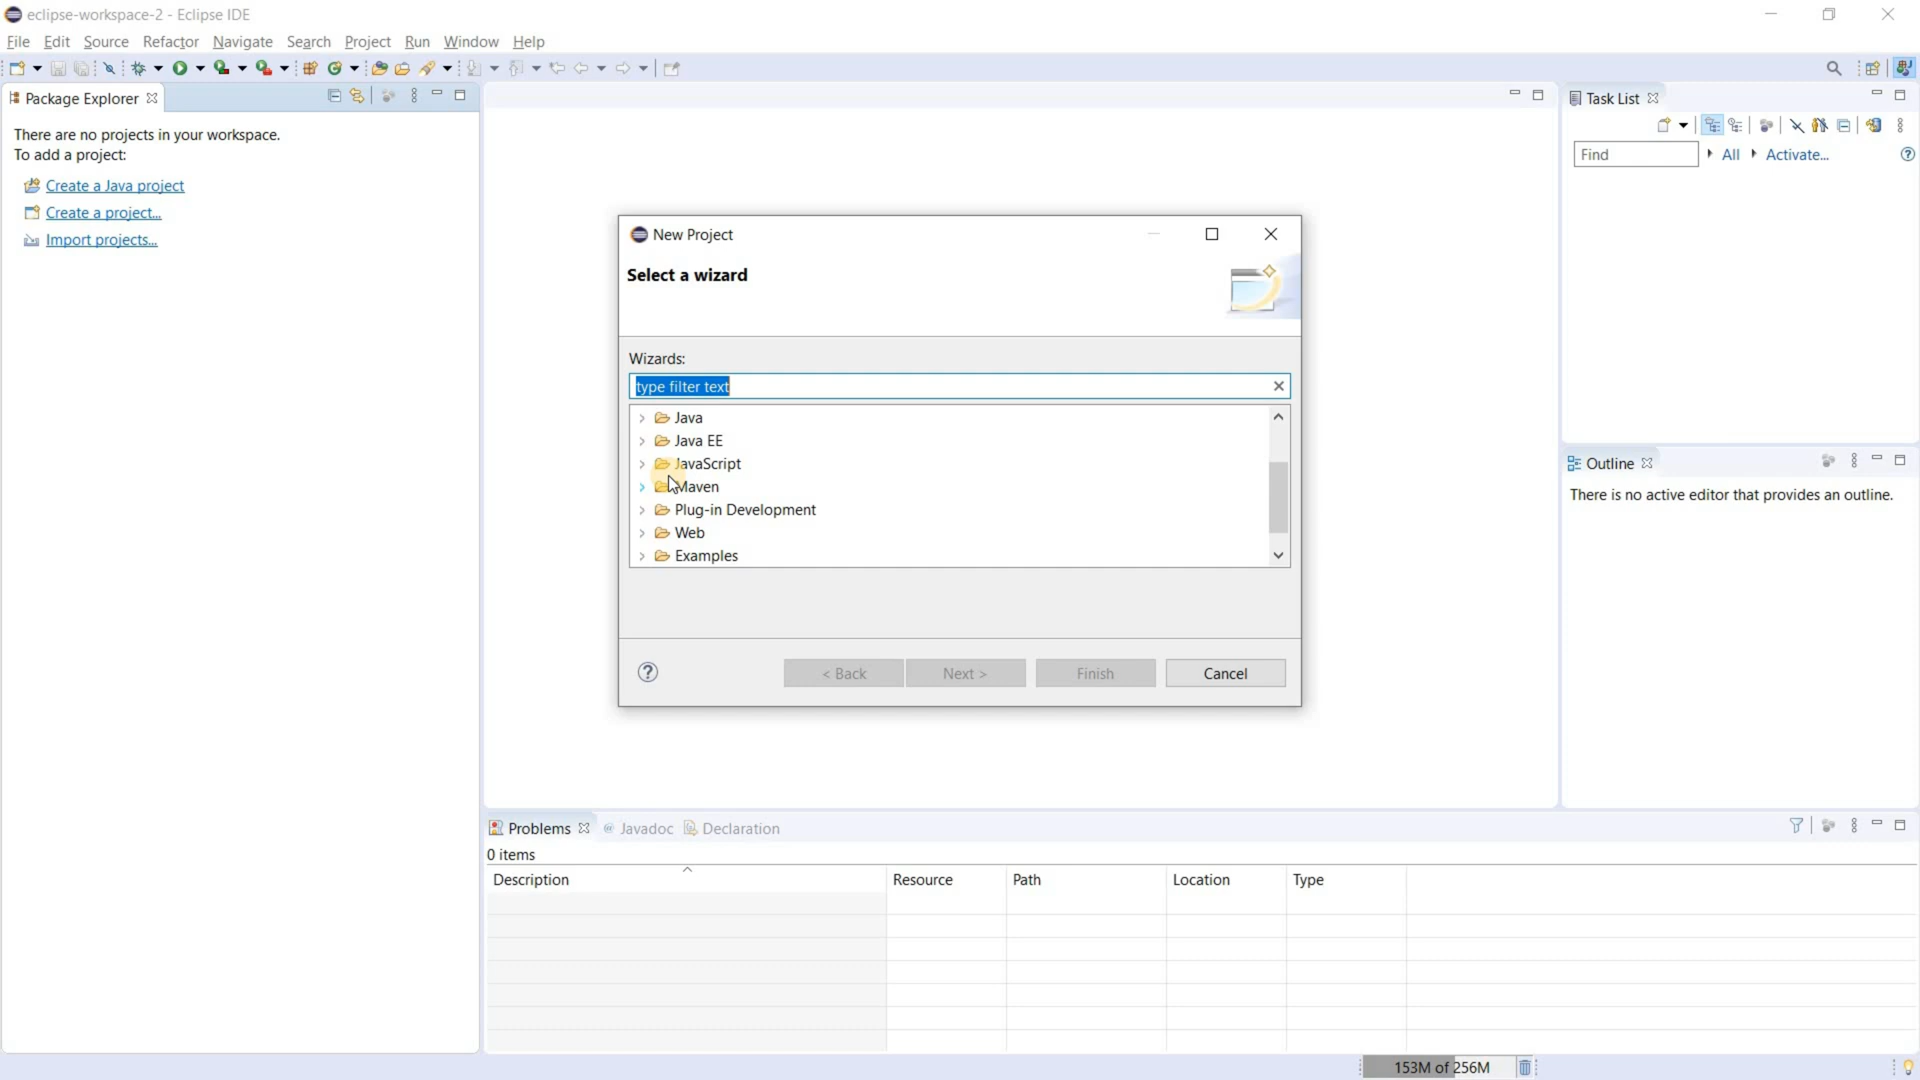 eclipse-workspace-2 - Eclipse IDE
File Edit Source Refactor Navigate Search Project Run Window Help
Package Explorer
There are no projects in your workspace.
To add a project:
Create a Java project
Create a project...
Import projects...
New Project
Select a wizard
Wizards:
type filter text
Java
Java EE
JavaScript
Maven
Plug-in Development
Web
Examples
< Back Next > Finish Cancel
Task List
Find All Activate...
Outline
There is no active editor that provides an outline.
Problems Javadoc Declaration
0 items
Description Resource Path Location Type
153M of 256M